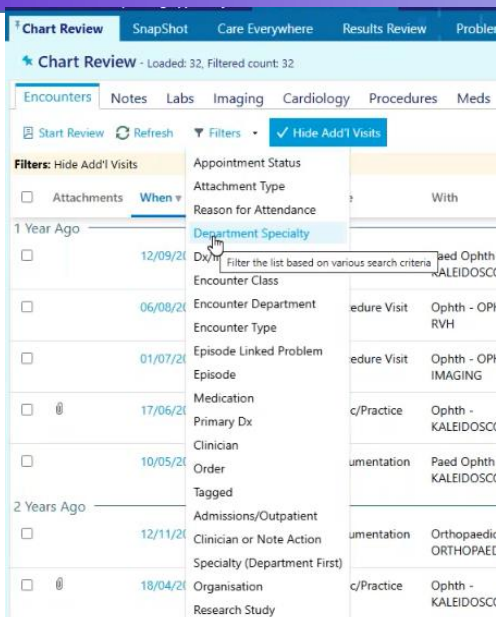 Chart Review SnapShot Care Everywhere Results Review
Chart Review - Loaded: 32, Filtered count: 32
Encounters Notes Labs Imaging Cardiology Procedures Meds
Start Review Refresh Filters Hide Add'l Visits
Filters: Hide Add'l Visits
Attachments When With
1 Year Ago
12/09/20
06/08/20 edure Visit Ophth - OPH
RVH
01/07/20 edure Visit Ophth - OPH
IMAGING
17/06/20 c/Practice Ophth -
KALEIDOSCO
10/05/20 umentation Paed Ophth
KALEIDOSCO
2 Years Ago
12/11/20 umentation Orthopaedic
ORTHOPAED
18/04/20 c/Practice Ophth -
KALEIDOSCO
Appointment Status
Attachment Type
Reason for Attendance
Department Specialty
Filter the list based on various search criteria
aed Ophth
KALEIDOSCO
Encounter Class
Encounter Department
Encounter Type
Episode Linked Problem
Episode
Medication
Primary Dx
Clinician
Order
Tagged
Admissions/Outpatient
Clinician or Note Action
Specialty (Department First)
Organisation
Research Study